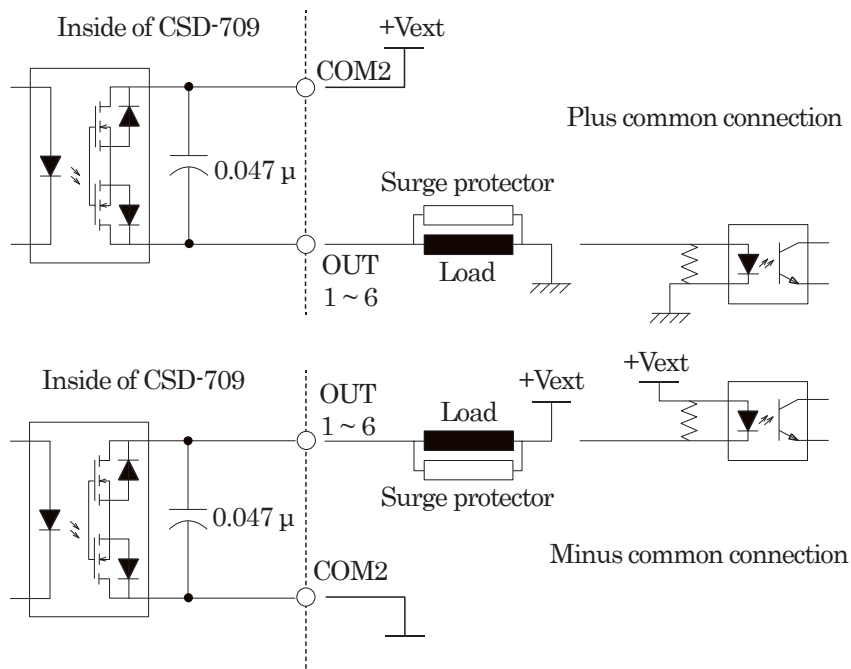 Inside of CSD-709
+Vext
COM2
Plus common connection
0.047 µ
Surge protector
Load
OUT
1 ~ 6
Inside of CSD-709
OUT
1 ~ 6
Load
+Vext
+Vext
Surge protector
0.047 µ
COM2
Minus common connection